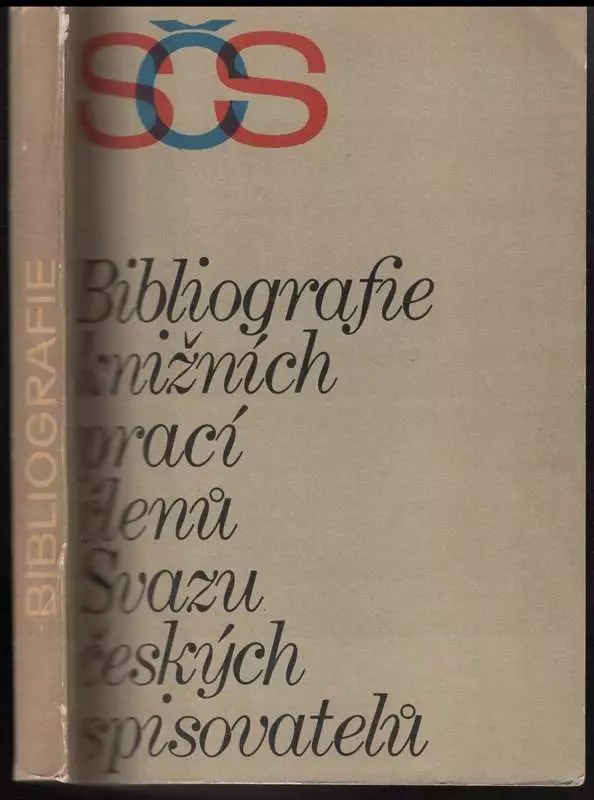 SČS
Bibliografie
knižních
prací
členů
Svazu
českých
spisovatelů
BIBLIOGRAFIE